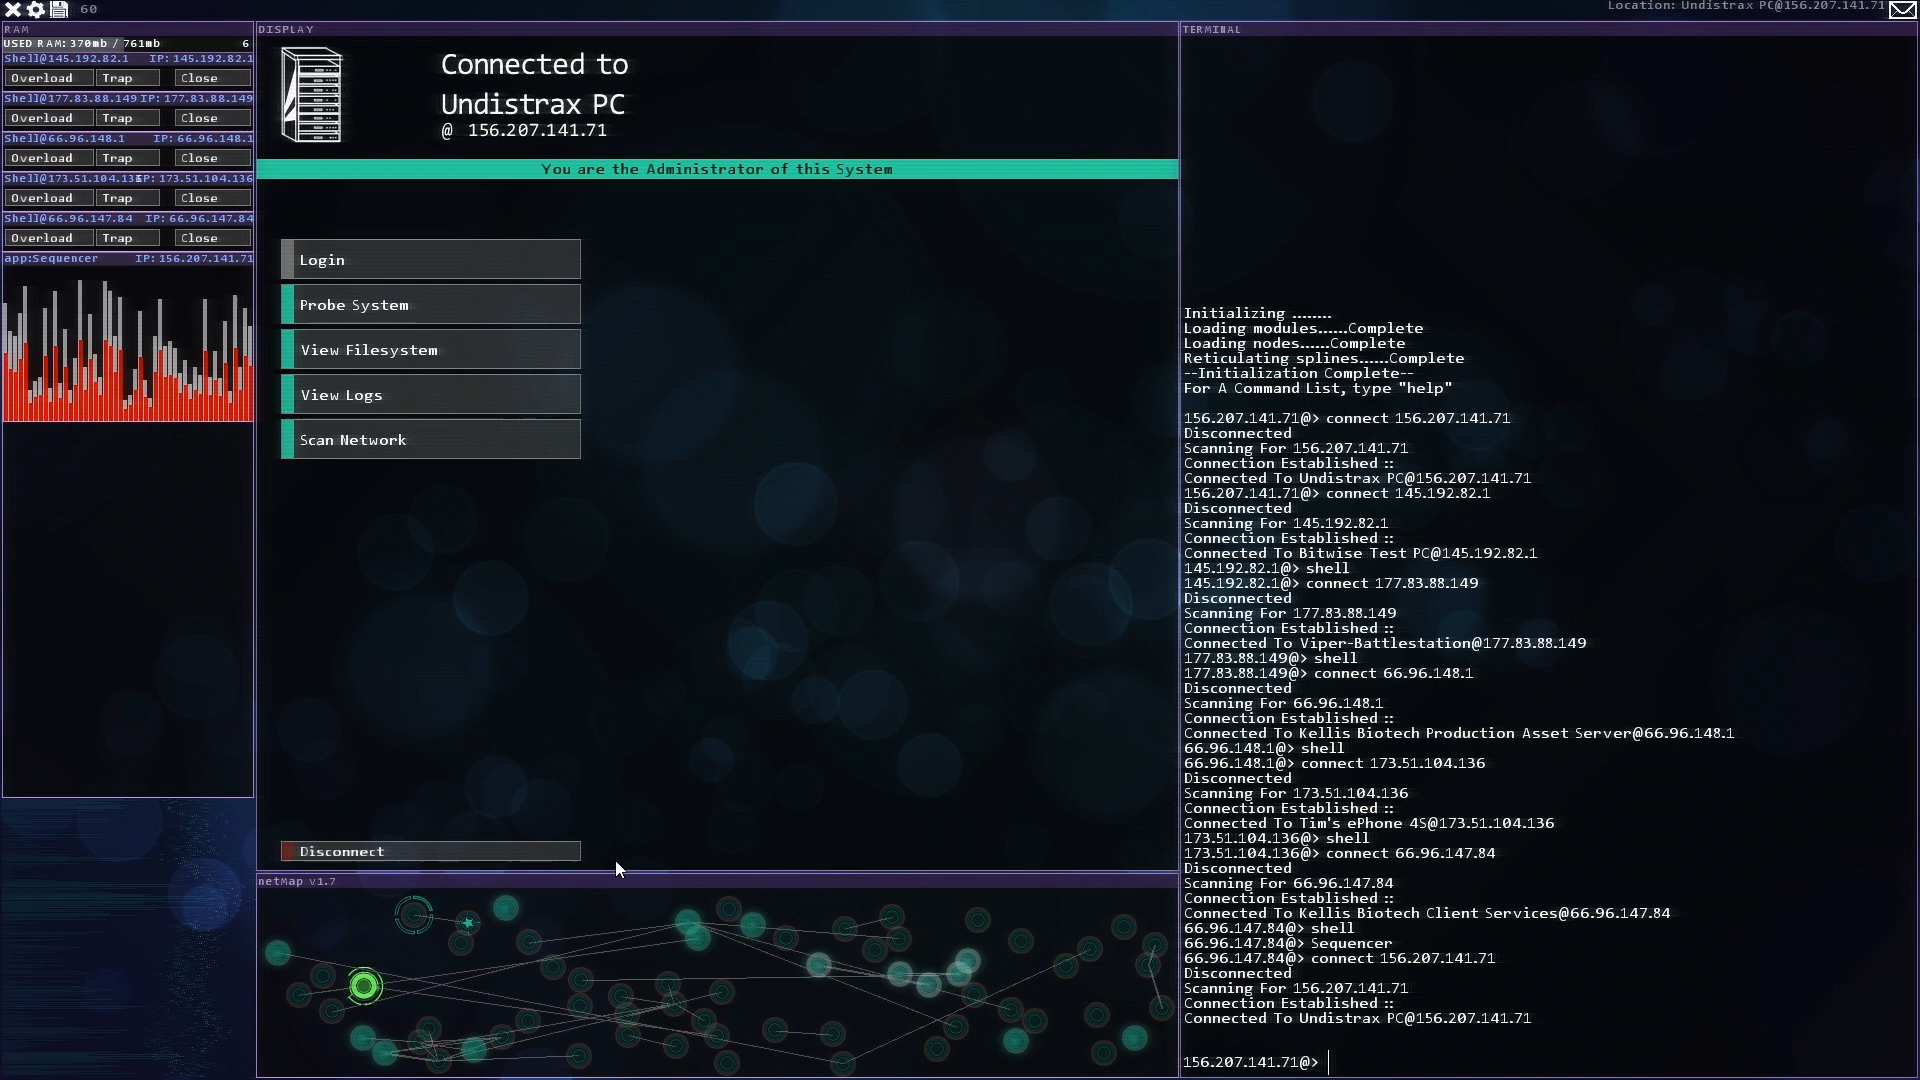 60
Location: Undistrax PC@156.207.141.71
RAM
USED RAM: 370mb / 761mb 6
Shell@145.192.82.1 IP: 145.192.82.1
Overload Trap Close
Shell@177.83.88.149 IP: 177.83.88.149
Overload Trap Close
Shell@66.96.148.1 IP: 66.96.148.1
Overload Trap Close
Shell@173.51.104.136 IP: 173.51.104.136
Overload Trap Close
Shell@66.96.147.84 IP: 66.96.147.84
Overload Trap Close
app:Sequencer IP: 156.207.141.71
DISPLAY
Connected to
Undistrax PC
@ 156.207.141.71
You are the Administrator of this System
Login
Probe System
View Filesystem
View Logs
Scan Network
Disconnect
netMap v1.7
TERMINAL
Initializing ........
Loading modules......Complete
Loading nodes......Complete
Reticulating splines......Complete
--Initialization Complete--
For A Command List, type "help"
156.207.141.71@> connect 156.207.141.71
Disconnected
Scanning For 156.207.141.71
Connection Established ::
Connected To Undistrax PC@156.207.141.71
156.207.141.71@> connect 145.192.82.1
Disconnected
Scanning For 145.192.82.1
Connection Established ::
Connected To Bitwise Test PC@145.192.82.1
145.192.82.1@> shell
145.192.82.1@> connect 177.83.88.149
Disconnected
Scanning For 177.83.88.149
Connection Established ::
Connected To Viper-Battlestation@177.83.88.149
177.83.88.149@> shell
177.83.88.149@> connect 66.96.148.1
Disconnected
Scanning For 66.96.148.1
Connection Established ::
Connected To Kellis Biotech Production Asset Server@66.96.148.1
66.96.148.1@> shell
66.96.148.1@> connect 173.51.104.136
Disconnected
Scanning For 173.51.104.136
Connection Established ::
Connected To Tim's ePhone 4S@173.51.104.136
173.51.104.136@> shell
173.51.104.136@> connect 66.96.147.84
Disconnected
Scanning For 66.96.147.84
Connection Established ::
Connected To Kellis Biotech Client Services@66.96.147.84
66.96.147.84@> shell
66.96.147.84@> Sequencer
66.96.147.84@> connect 156.207.141.71
Disconnected
Scanning For 156.207.141.71
Connection Established ::
Connected To Undistrax PC@156.207.141.71
156.207.141.71@>